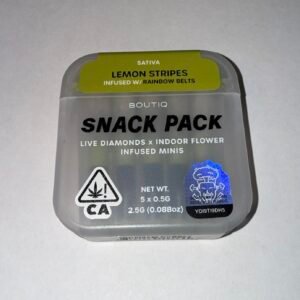 SATIVA
LEMON STRIPES
INFUSED W/ RAINBOW BELTS
BOUTIQ
SNACK PACK
LIVE DIAMONDS x INDOOR FLOWER
INFUSED MINIS
NET WT.
5 x 0.5G
2.5G (0.08oz)
CA